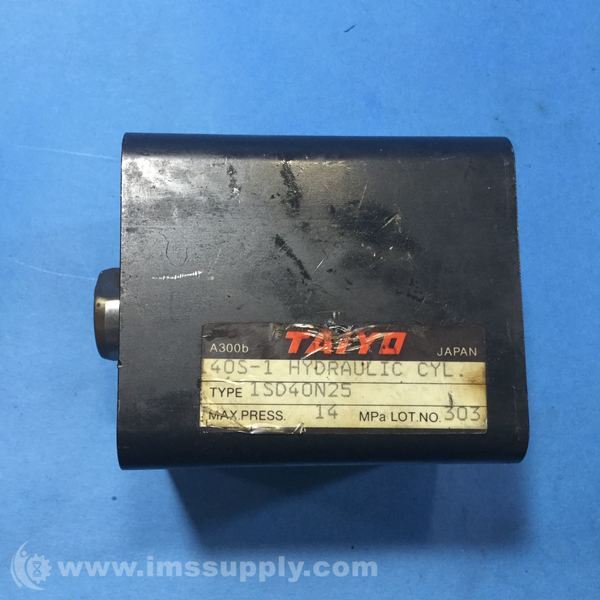 A300b TAIYO JAPAN
40S-1 HYDRAULIC CYL.
TYPE 1SD40N25
MAX.PRESS. 14 MPa LOT.NO. 303
www.imssupply.com